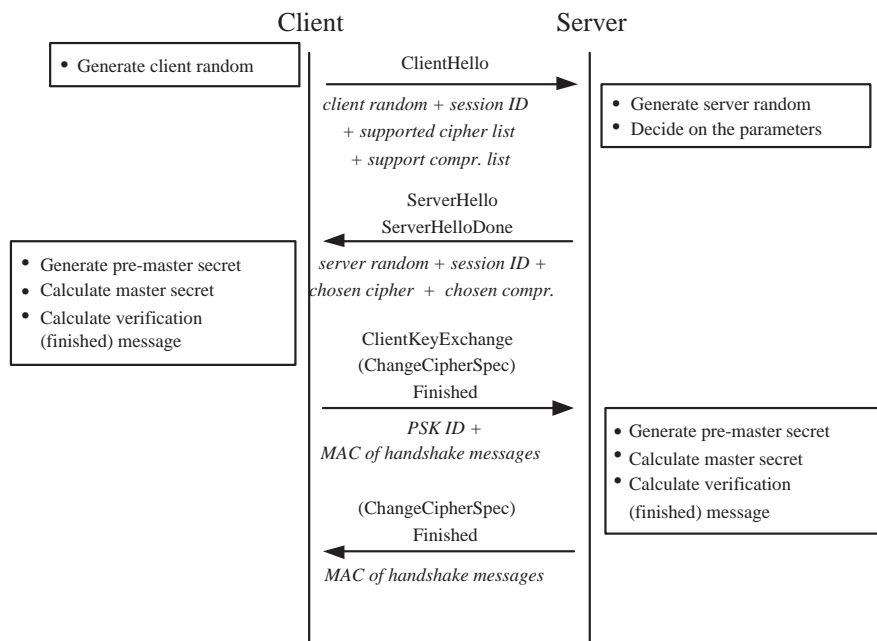 Client
Server
• Generate client random
ClientHello
client random + session ID
+ supported cipher list
+ support compr. list
• Generate server random
• Decide on the parameters
ServerHello
ServerHelloDone
server random + session ID +
chosen cipher + chosen compr.
• Generate pre-master secret
• Calculate master secret
• Calculate verification
(finished) message
ClientKeyExchange
(ChangeCipherSpec)
Finished
PSK ID +
MAC of handshake messages
• Generate pre-master secret
• Calculate master secret
• Calculate verification
(finished) message
(ChangeCipherSpec)
Finished
MAC of handshake messages